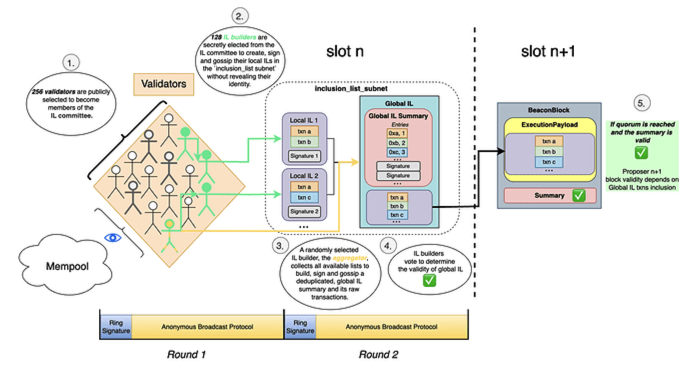 1.
256 validators are publicly
selected to become
members of the
IL committee.
Validators
2.
128 IL builders are
secretly elected from the
IL committee to create, sign
and gossip their local ILs in
the `inclusion_list_subnet`
without revealing their
identity.
slot n
slot n+1
inclusion_list_subnet
Local IL 1
txn a
txn b
Signature 1
Local IL 2
txn a
txn c
Signature 2
...
Global IL
Global IL Summary
Entries
0xa, 1
0xb, 2
0xc, 3
...
Signature
Signature
...
txn a
txn b
txn c
...
BeaconBlock
ExecutionPayload
txn a
txn b
txn c
...
Summary
5.
If quorum is reached
and the summary is
valid
Proposer n+1
block validity depends on
Global IL txns inclusion
Mempool
3.
A randomly selected
IL builder, the aggregator,
collects all available lists to
build, sign and gossip a
deduplicated, global IL
summary and its raw
transactions.
4.
IL builders
vote to determine
the validity of global IL
Ring
Signature
Anonymous Broadcast Protocol
Ring
Signature
Anonymous Broadcast Protocol
Round 1
Round 2